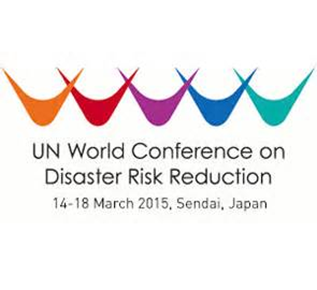 UN World Conference on
Disaster Risk Reduction
14-18 March 2015, Sendai, Japan